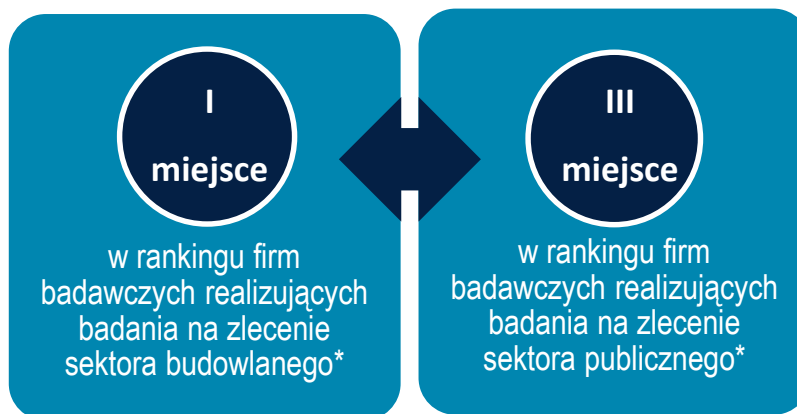 I
miejsce
w rankingu firm
badawczych realizujących
badania na zlecenie
sektora budowlanego*
III
miejsce
w rankingu firm
badawczych realizujących
badania na zlecenie
sektora publicznego*